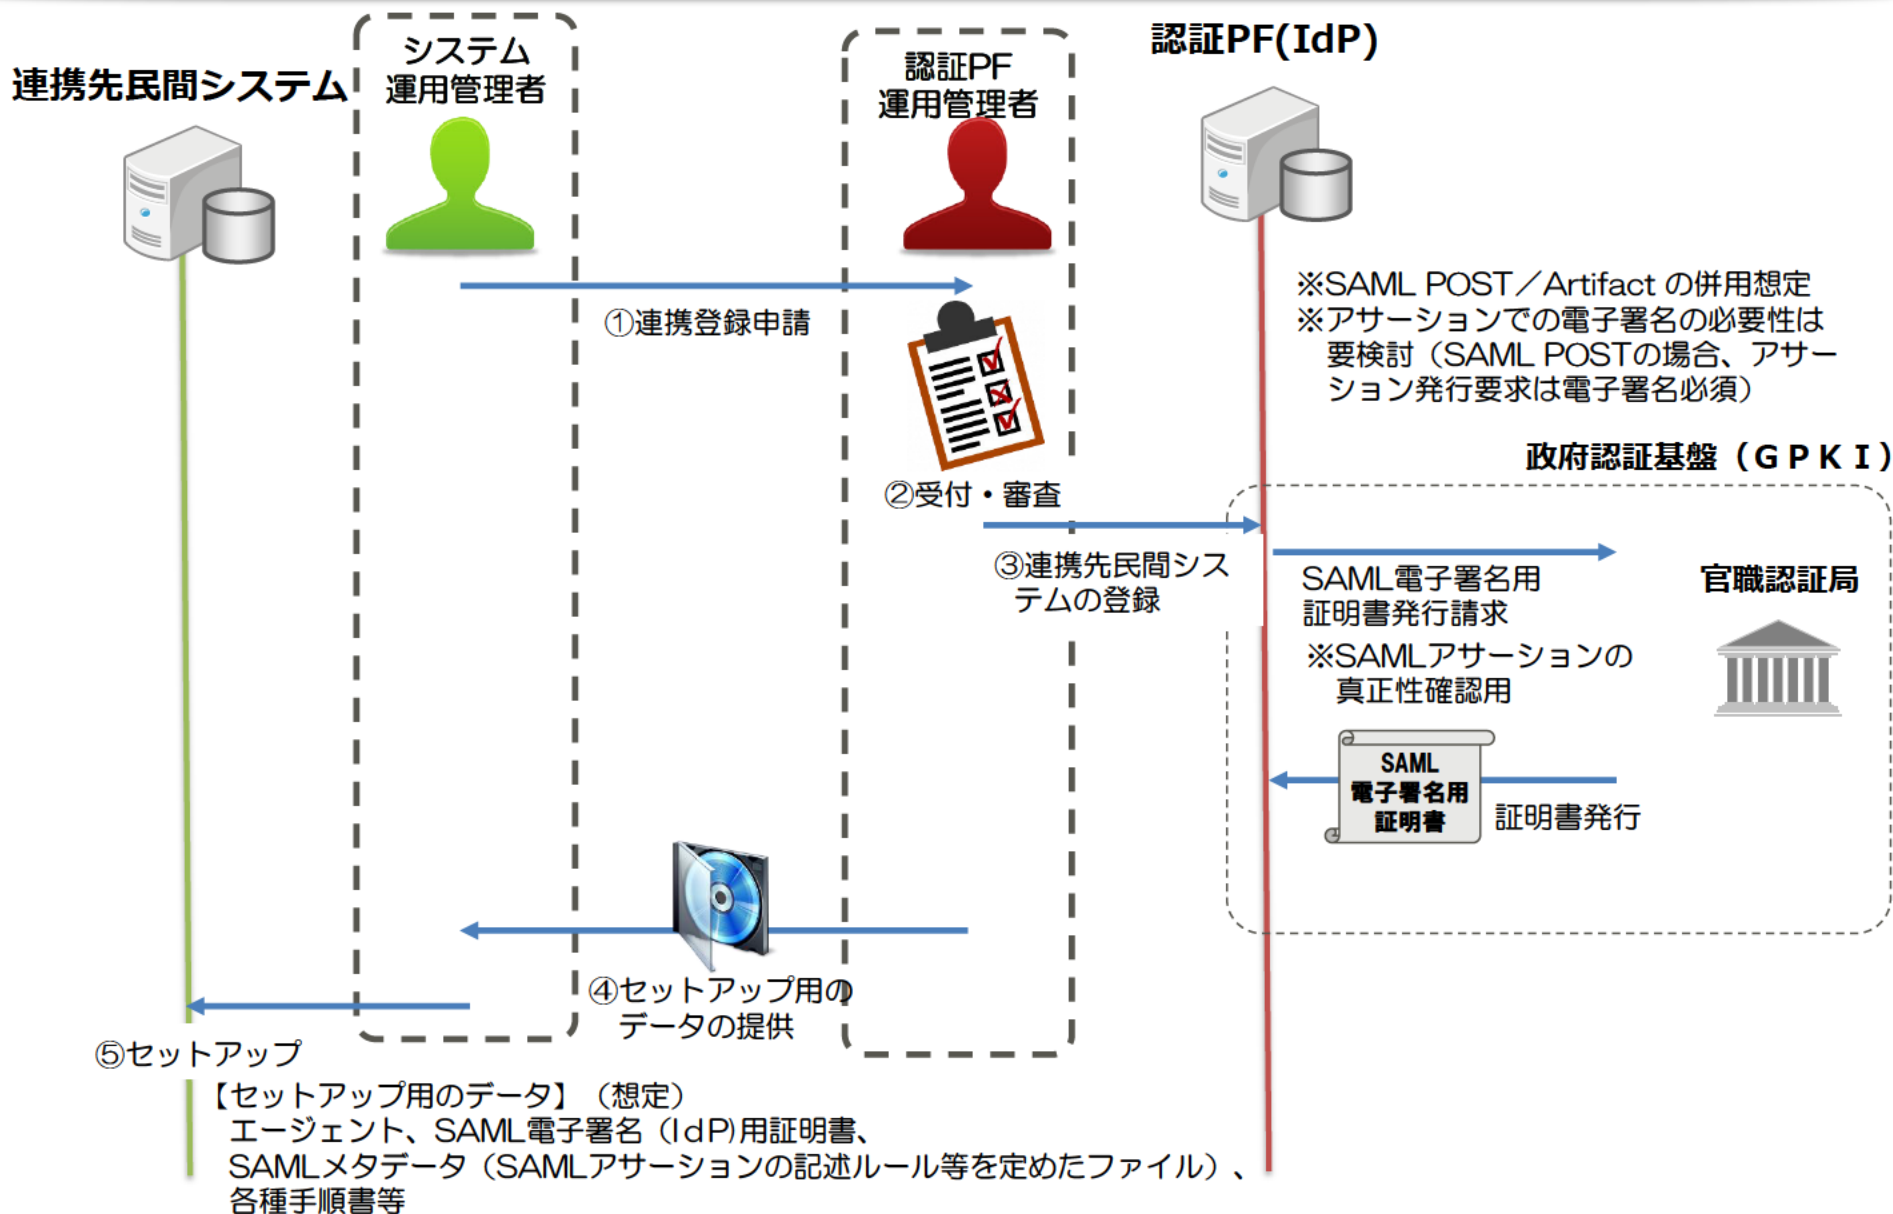 連携先民間システム
システム
運用管理者
認証PF
運用管理者
認証PF(IdP)
①連携登録申請
※SAML POST／Artifact の併用想定
※アサーションでの電子署名の必要性は
要検討（SAML POSTの場合、アサー
ション発行要求は電子署名必須）
政府認証基盤（ＧＰＫＩ）
②受付・審査
③連携先民間シス
テムの登録
SAML電子署名用
証明書発行請求
※SAMLアサーションの
真正性確認用
官職認証局
SAML
電子署名用
証明書
証明書発行
④セットアップ用の
データの提供
⑤セットアップ
【セットアップ用のデータ】（想定）
エージェント、SAML電子署名（IdP)用証明書、
SAMLメタデータ（SAMLアサーションの記述ルール等を定めたファイル）、
各種手順書等